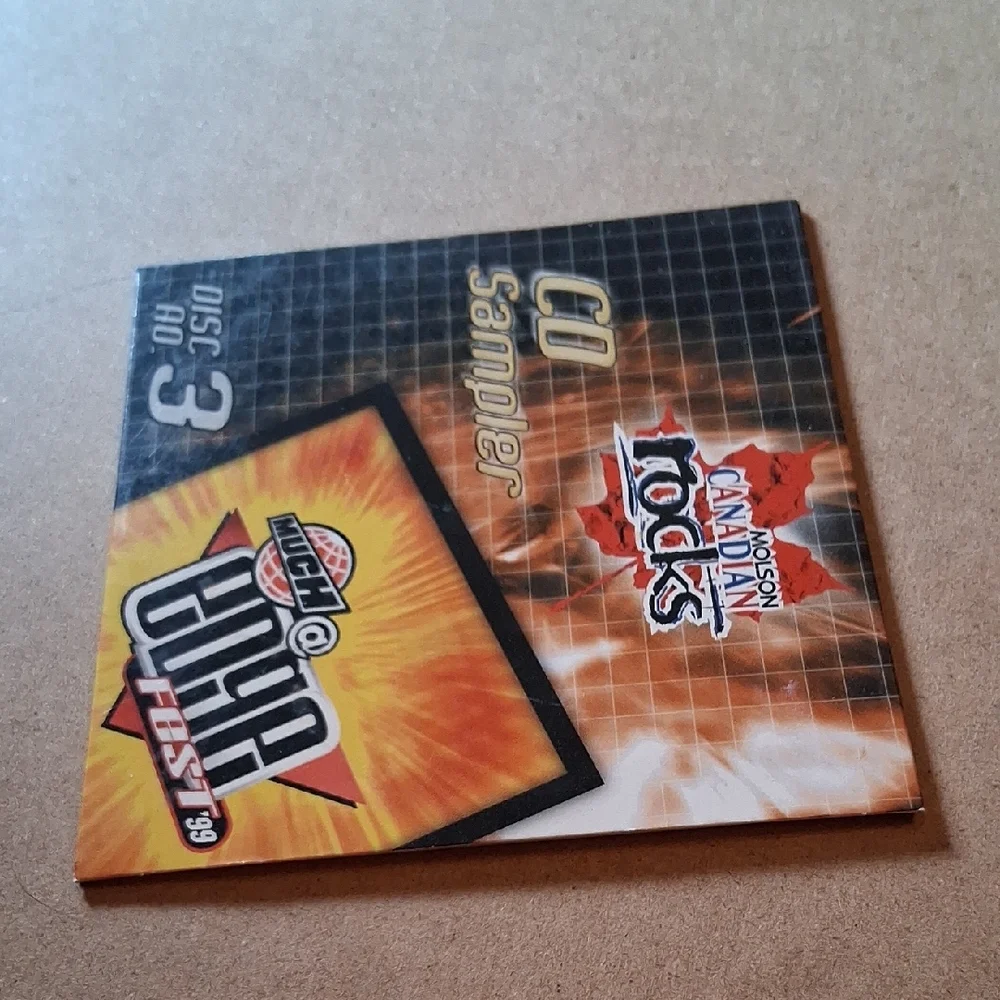 MOLSON
CANADIAN
rocks
CD
Sampler
MUCH
@
EDGE
FEST '99
DISC
NO. 3